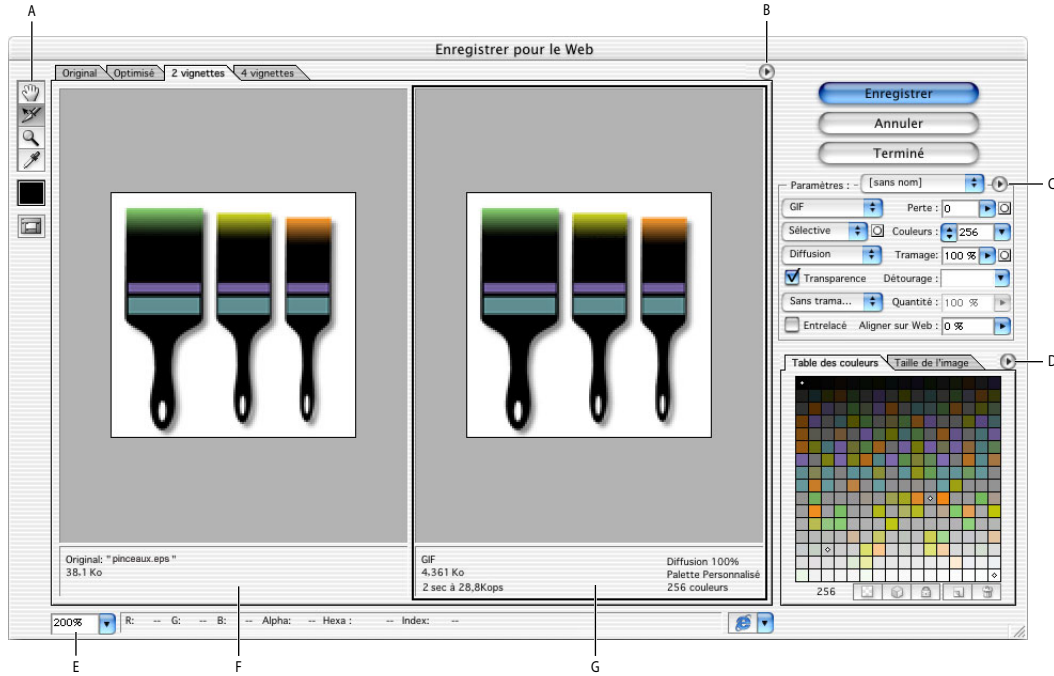 A
B
Enregistrer pour le Web
Original
Optimisé
2 vignettes
4 vignettes
Enregistrer
Annuler
Terminé
Paramètres : - [sans nom]
C
GIF
Perte : 0
Sélective
Couleurs : 256
Diffusion
Tramage: 100 %
Transparence
Détourage :
Sans trama...
Quantité : 100 %
Entrelacé
Aligner sur Web : 0 %
Table des couleurs
Taille de l'image
D
Original: "pinceaux.eps"
38.1 Ko
GIF
4.361 Ko
2 sec à 28,8Kops
Diffusion 100%
Palette Personnalisé
256 couleurs
256
200%
R: -- G: -- B: -- Alpha: -- Hexa : -- Index: --
E
F
G